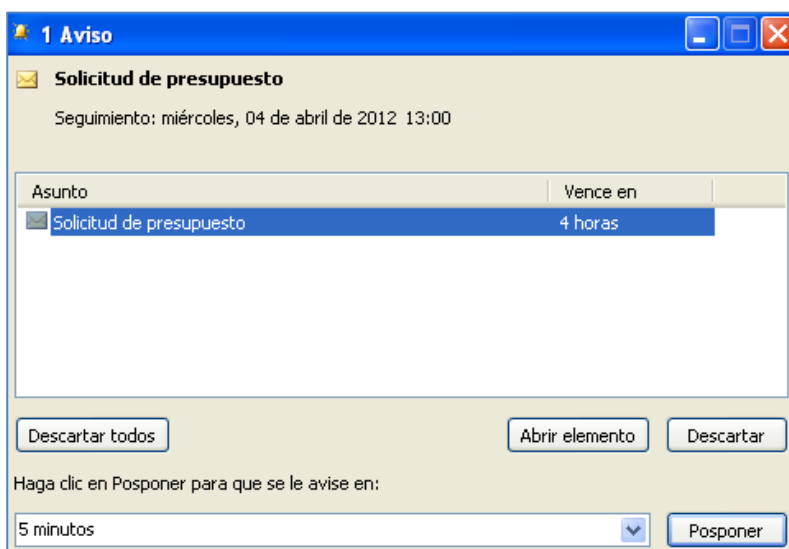 1 Aviso
Solicitud de presupuesto
Seguimiento: miércoles, 04 de abril de 2012 13:00
Asunto Vence en
Solicitud de presupuesto 4 horas
Descartar todos Abrir elemento Descartar
Haga clic en Posponer para que se le avise en:
5 minutos Posponer